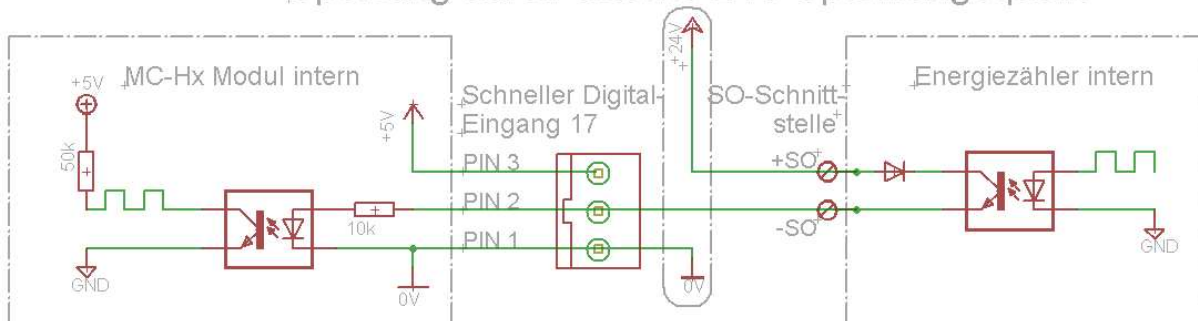 MC-Hx Modul intern
+5V
50k
GND
10k
+5V
0V
Schneller Digital-
Eingang 17
PIN 3
PIN 2
PIN 1
+24V
0V
SO-Schnitt-
stelle
+SO
-SO
Energiezähler intern
GND